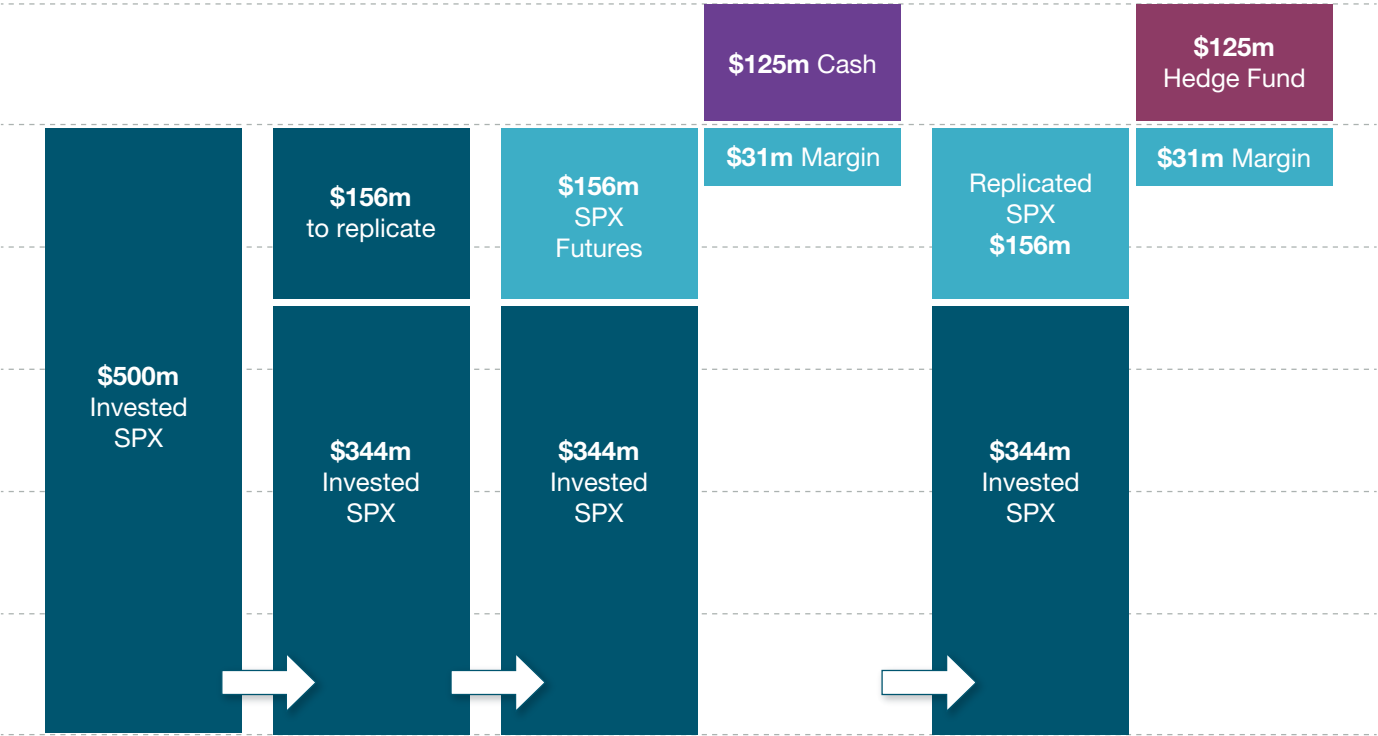 $500m
Invested
SPX
$156m
to replicate
$344m
Invested
SPX
$156m
SPX
Futures
$344m
Invested
SPX
$125m Cash
$31m Margin
Replicated
SPX
$156m
$344m
Invested
SPX
$125m
Hedge Fund
$31m Margin